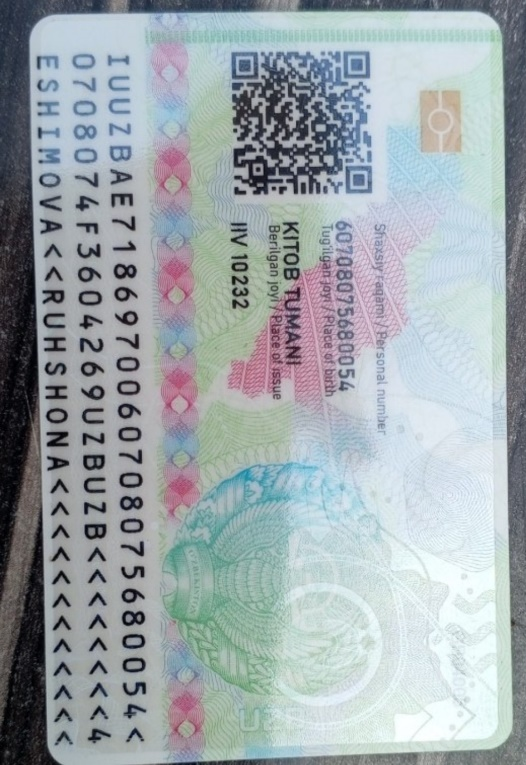 Shaxsiy raqami / Personal number
60708075680054
Tug'ilgan joyi / Place of birth
KITOB TUMANI
Berilgan joyi / Place of issue
IIV 10232
UZB
IUUZBAE7186970060708075680054<
0708074F3604269UZBUZB<<<<<<<4
ESHIMOVA<<RUHSHONA<<<<<<<<<<<<